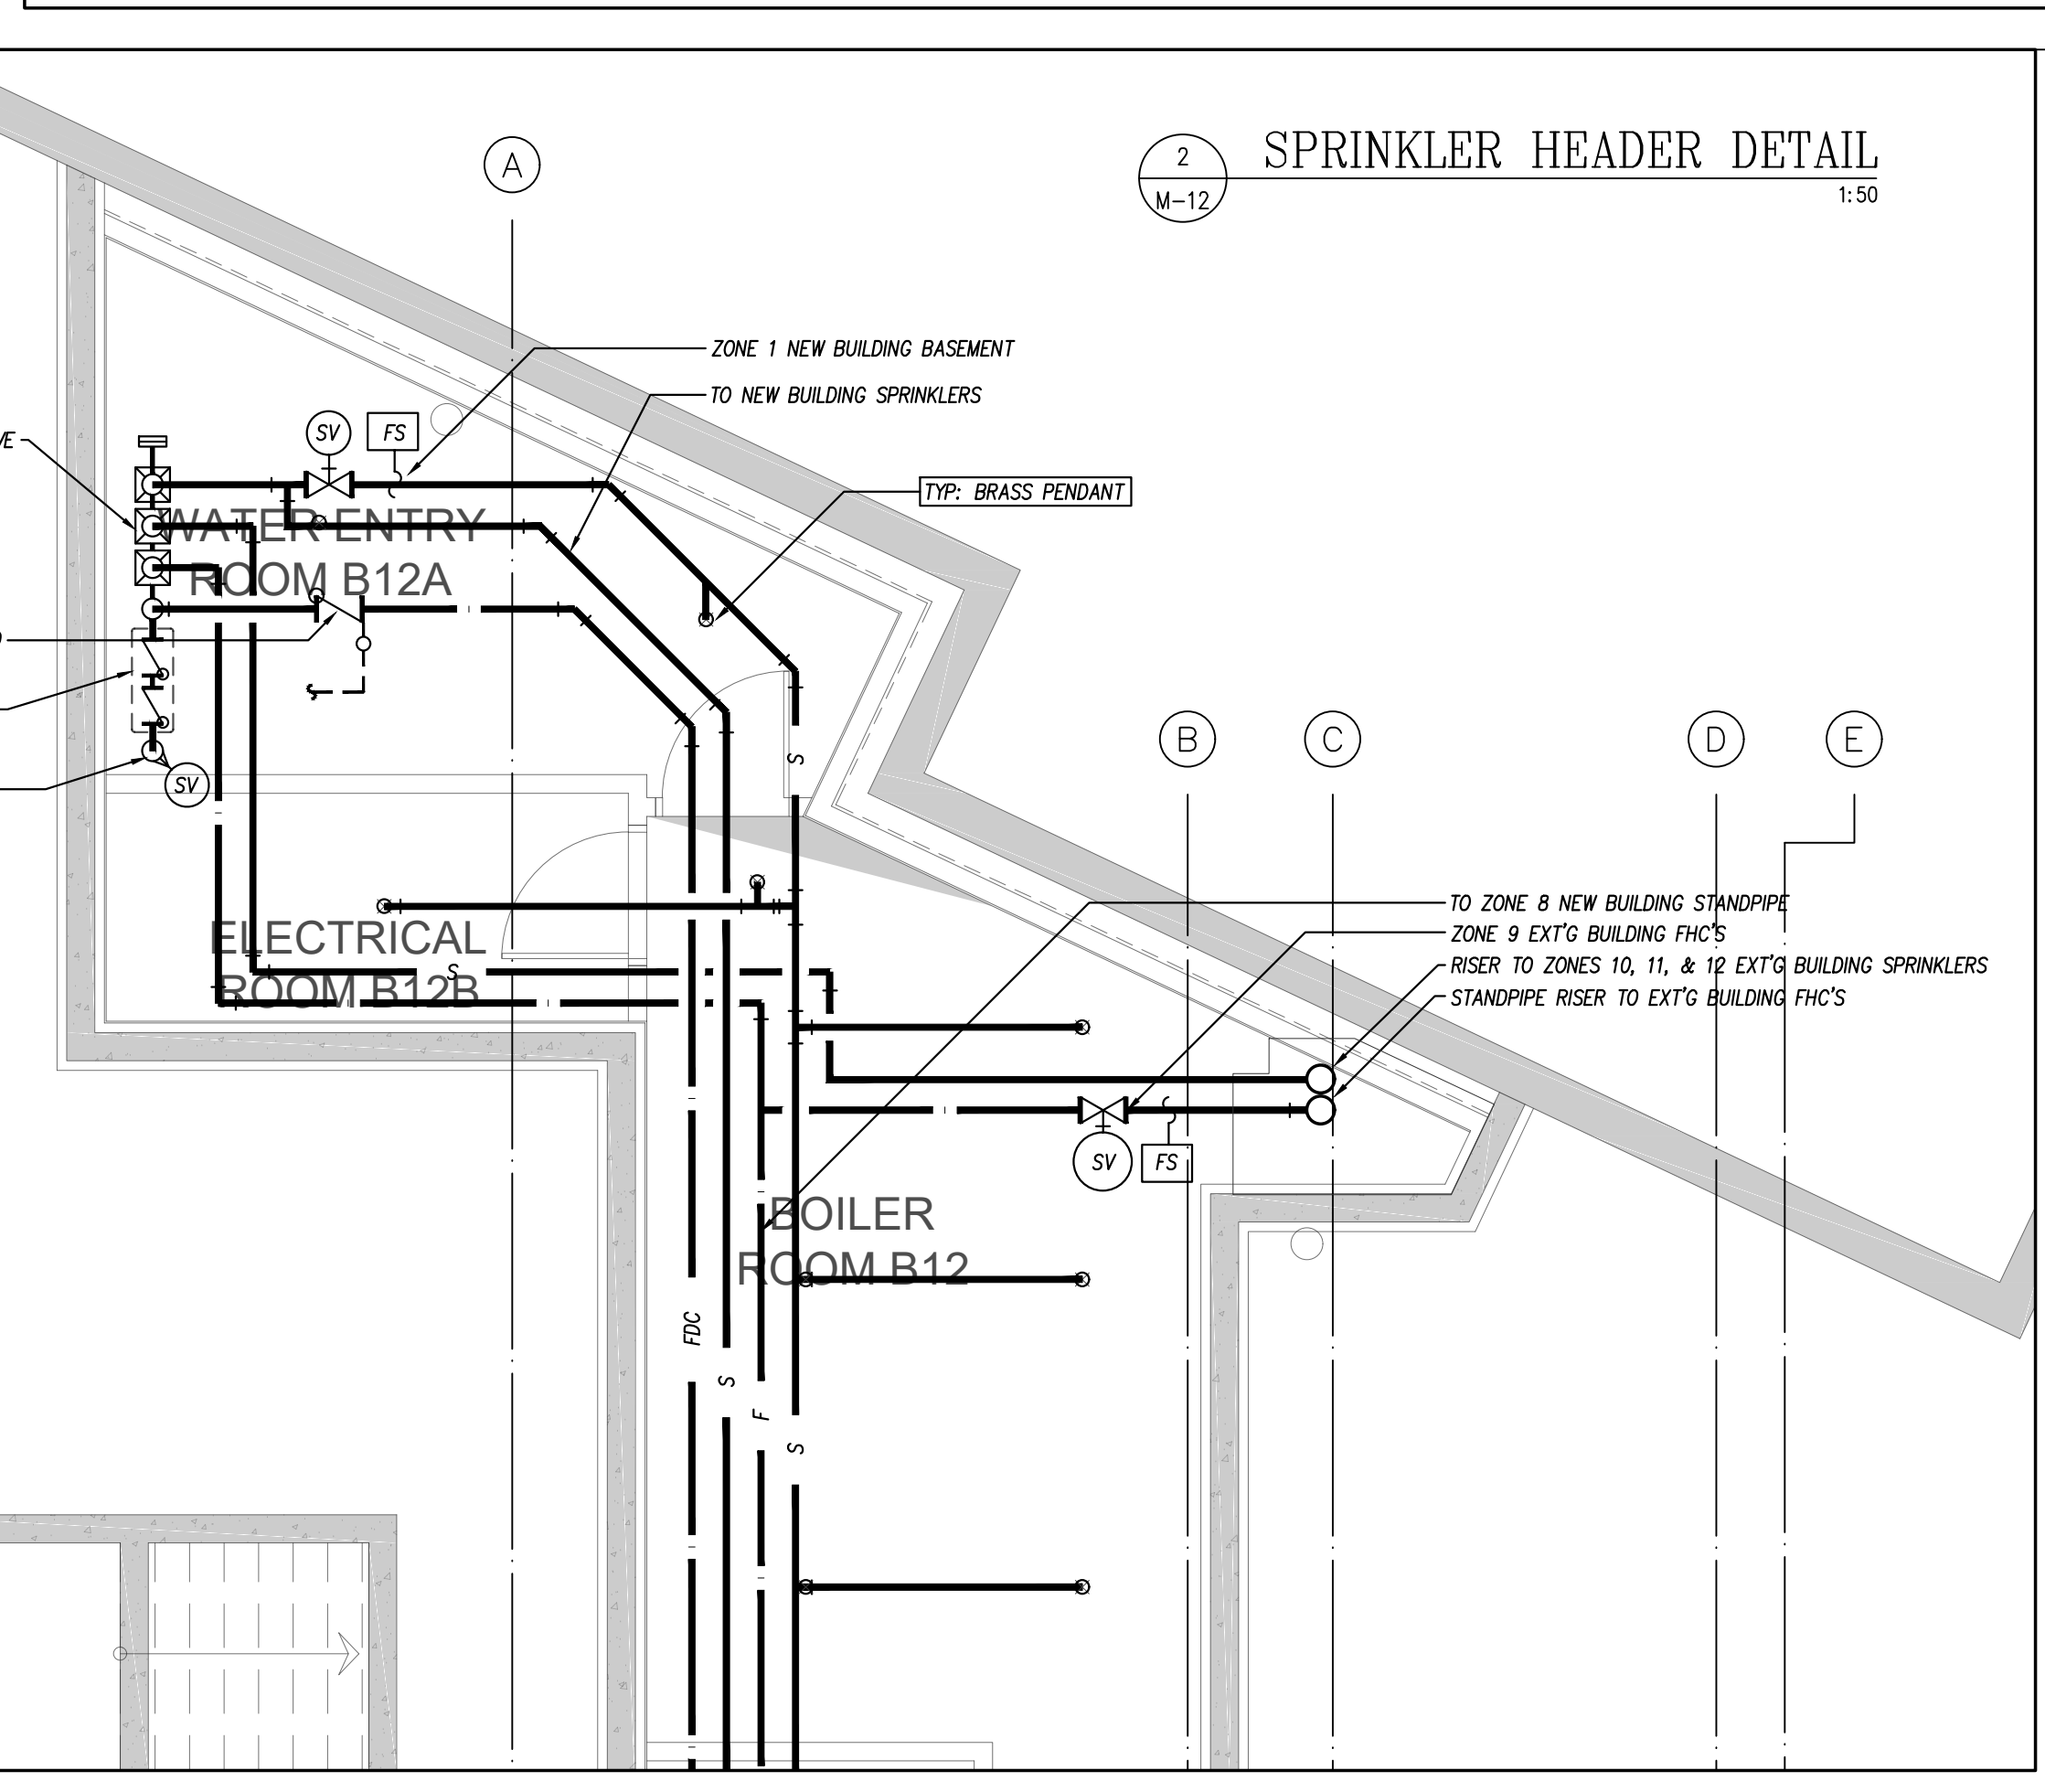 2
M-12
SPRINKLER HEADER DETAIL
1:50
A
ZONE 1 NEW BUILDING BASEMENT
TO NEW BUILDING SPRINKLERS
SV
FS
TYP: BRASS PENDANT
WATER ENTRY
ROOM B12A
SV
S
B
C
D
E
TO ZONE 8 NEW BUILDING STANDPIPE
ZONE 9 EXT'G BUILDING FHC'S
RISER TO ZONES 10, 11, & 12 EXT'G BUILDING SPRINKLERS
STANDPIPE RISER TO EXT'G BUILDING FHC'S
ELECTRICAL
ROOM B12B
S
SV
FS
BOILER
ROOM B12
FDC
S
F
S